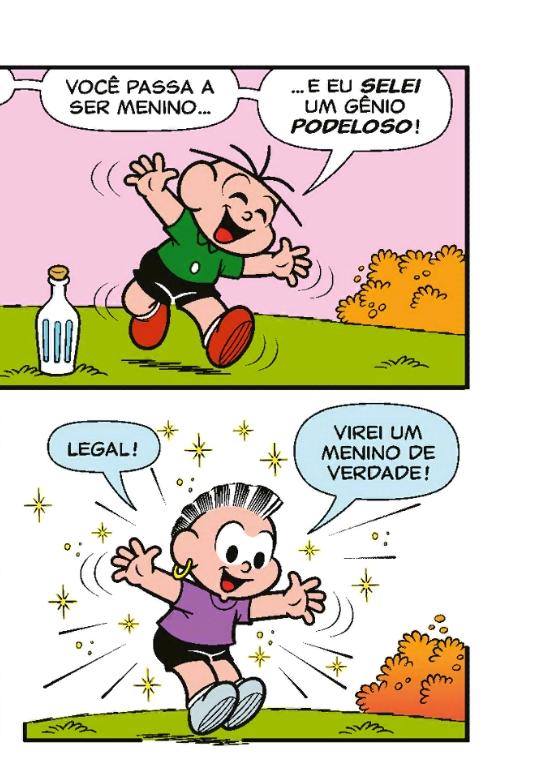 VOCÊ PASSA A
SER MENINO...
...E EU SELEI
UM GÊNIO
PODELOSO!
LEGAL!
VIREI UM
MENINO DE
VERDADE!